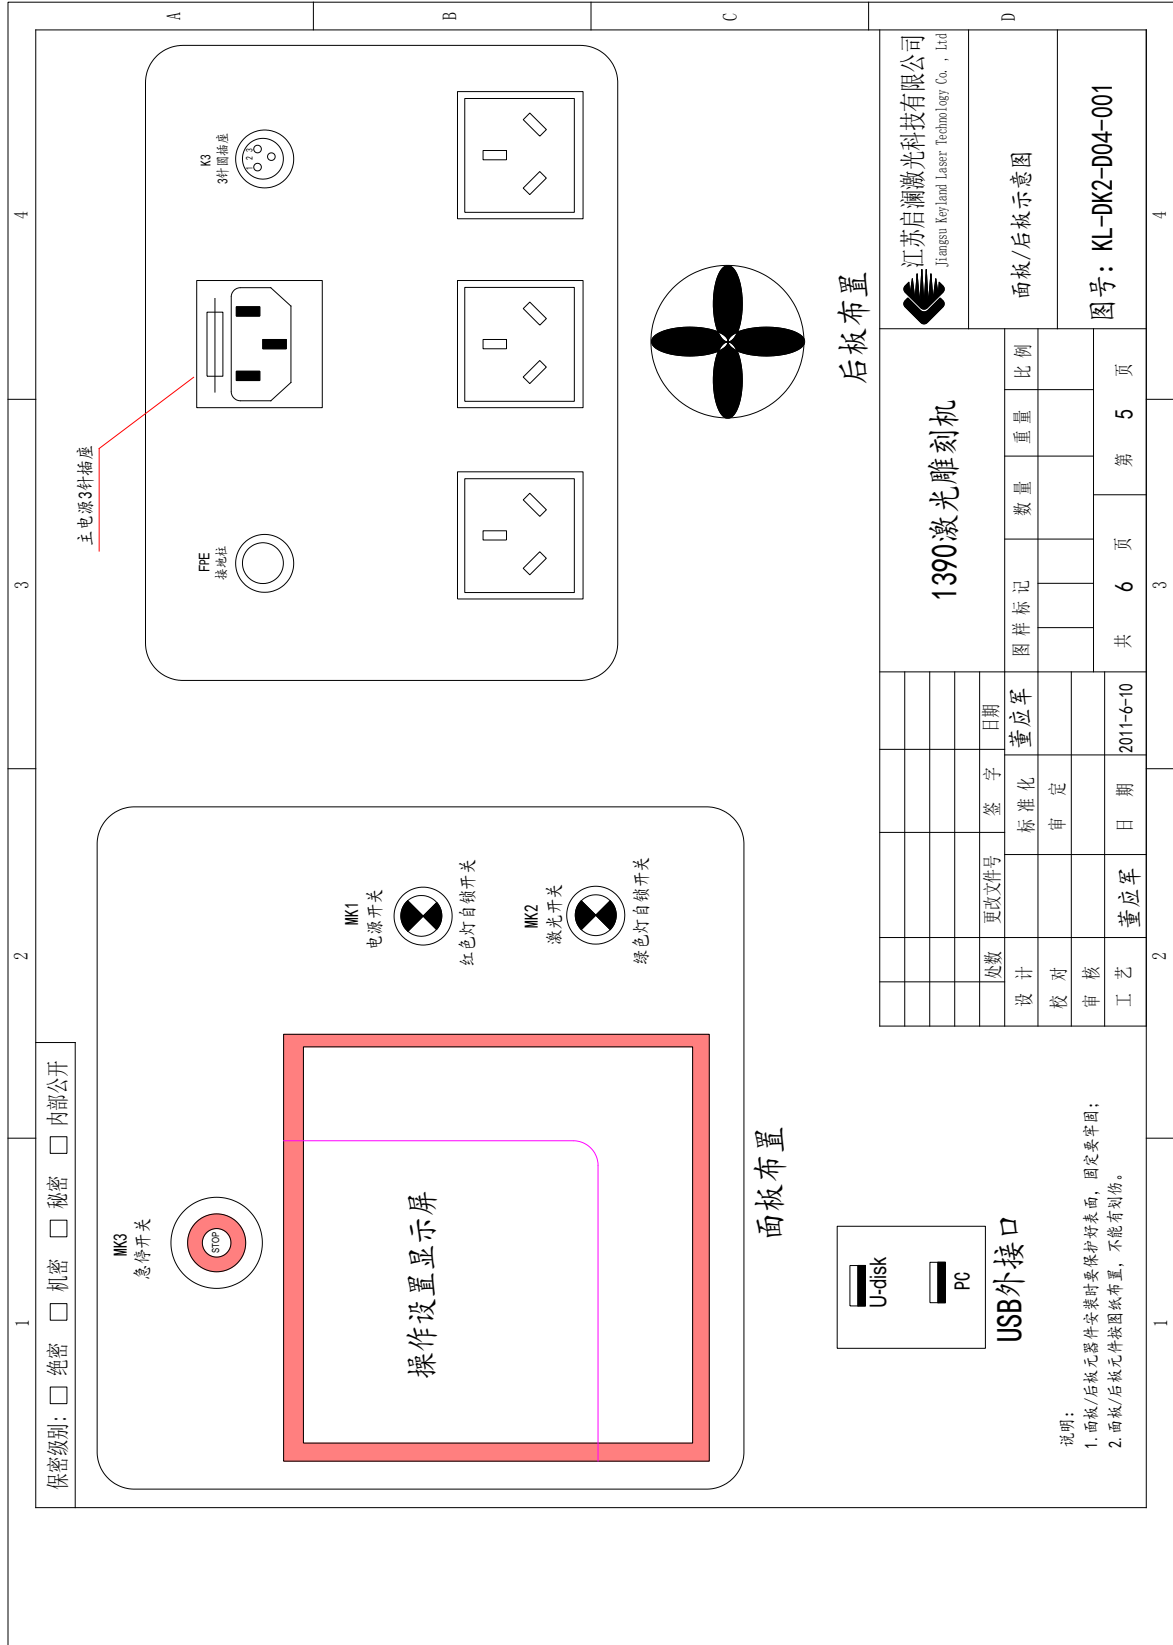 1
2
3
4
保密级别: □ 绝密 □ 机密 □ 秘密 □ 内部公开
A
B
C
D
MK3
急停开关
STOP
操作设置显示屏
MK1
电源开关
红色灯自锁开关
MK2
激光开关
绿色灯自锁开关
面板布置
主电源3针插座
FPE
接地柱
K3
3针圆插座
1 2 3
后板布置
U-disk
PC
USB外接口
说明:
1.面板/后板元器件安装时要保护好表面, 固定要牢固;
2.面板/后板元件按图纸布置, 不能有划伤。
处数 更改文件号 签 字 日期
设 计 标准化 董应军
校 对 审 定
审 核
工 艺 董应军 日 期 2011-6-10
1390激光雕刻机
图样标记 数 量 重 量 比 例
共 6 页 第 5 页
江苏启澜激光科技有限公司
Jiangsu Keyland Laser Technology Co.,Ltd
面板/后板示意图
图号: KL-DK2-D04-001
1
2
3
4